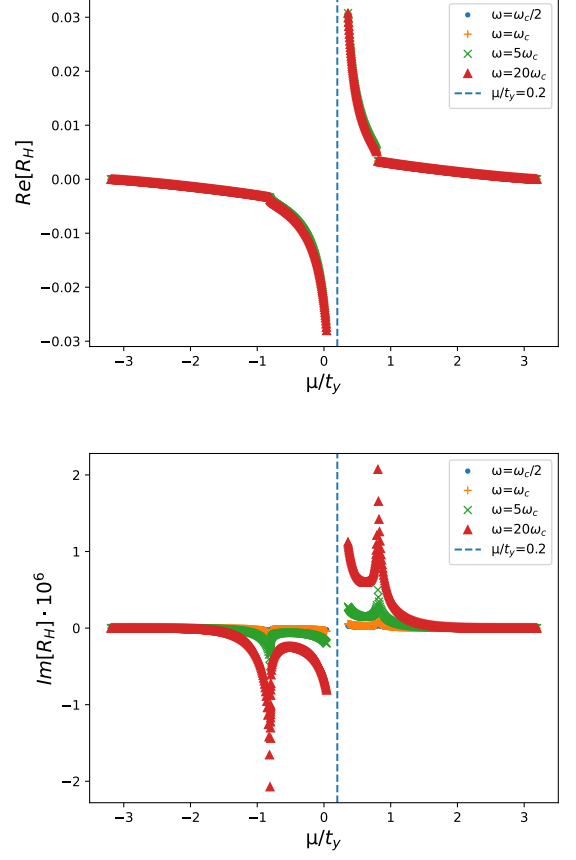 Re[R_H]
0.03
0.02
0.01
0.00
−0.01
−0.02
−0.03
ω=ω_c/2
ω=ω_c
ω=5ω_c
ω=20ω_c
μ/t_y=0.2
−3 −2 −1 0 1 2 3
μ/t_y
Im[R_H] · 10^6
2
1
0
−1
−2
ω=ω_c/2
ω=ω_c
ω=5ω_c
ω=20ω_c
μ/t_y=0.2
−3 −2 −1 0 1 2 3
μ/t_y